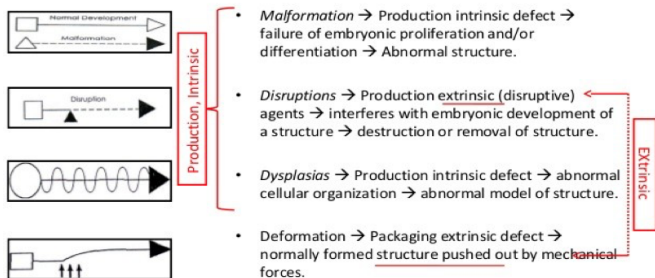 Normal Development
Malformation
Disruption
Production, Intrinsic
• Malformation → Production intrinsic defect →
failure of embryonic proliferation and/or
differentiation → Abnormal structure.
• Disruptions → Production extrinsic (disruptive)
agents → interferes with embryonic development of
a structure → destruction or removal of structure.
• Dysplasias → Production intrinsic defect → abnormal
cellular organization → abnormal model of structure.
• Deformation → Packaging extrinsic defect →
normally formed structure pushed out by mechanical
forces.
EXtrinsic